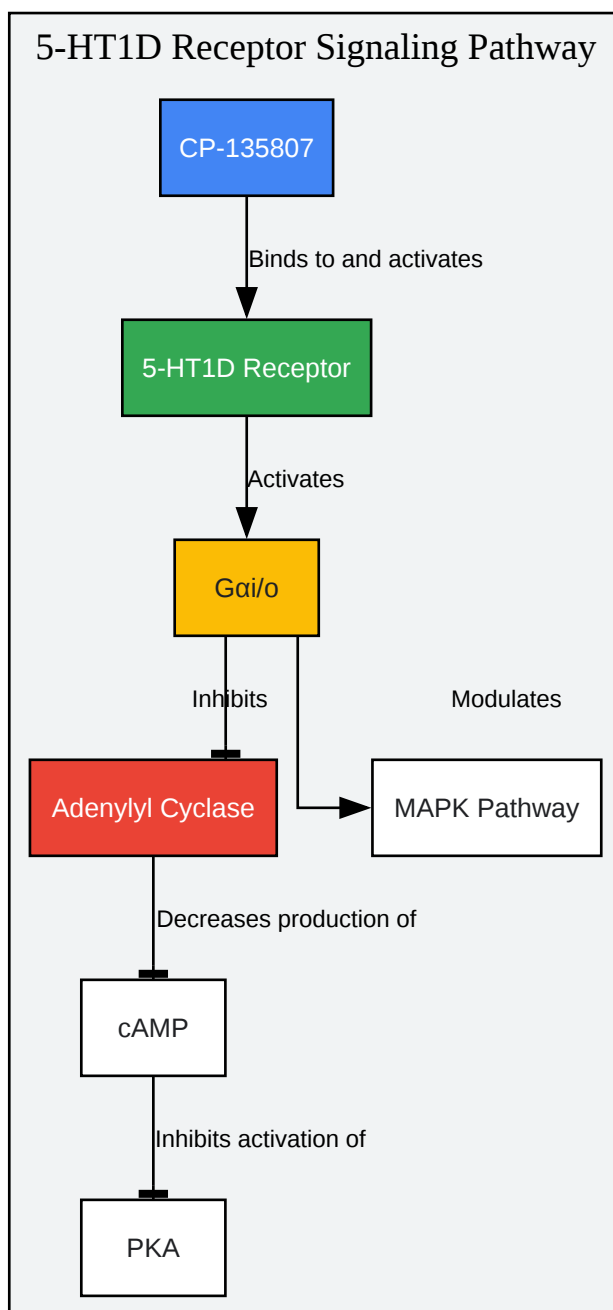 5-HT1D Receptor Signaling Pathway
CP-135807
Binds to and activates
5-HT1D Receptor
Activates
Gαi/o
Inhibits
Modulates
Adenylyl Cyclase
MAPK Pathway
Decreases production of
cAMP
Inhibits activation of
PKA